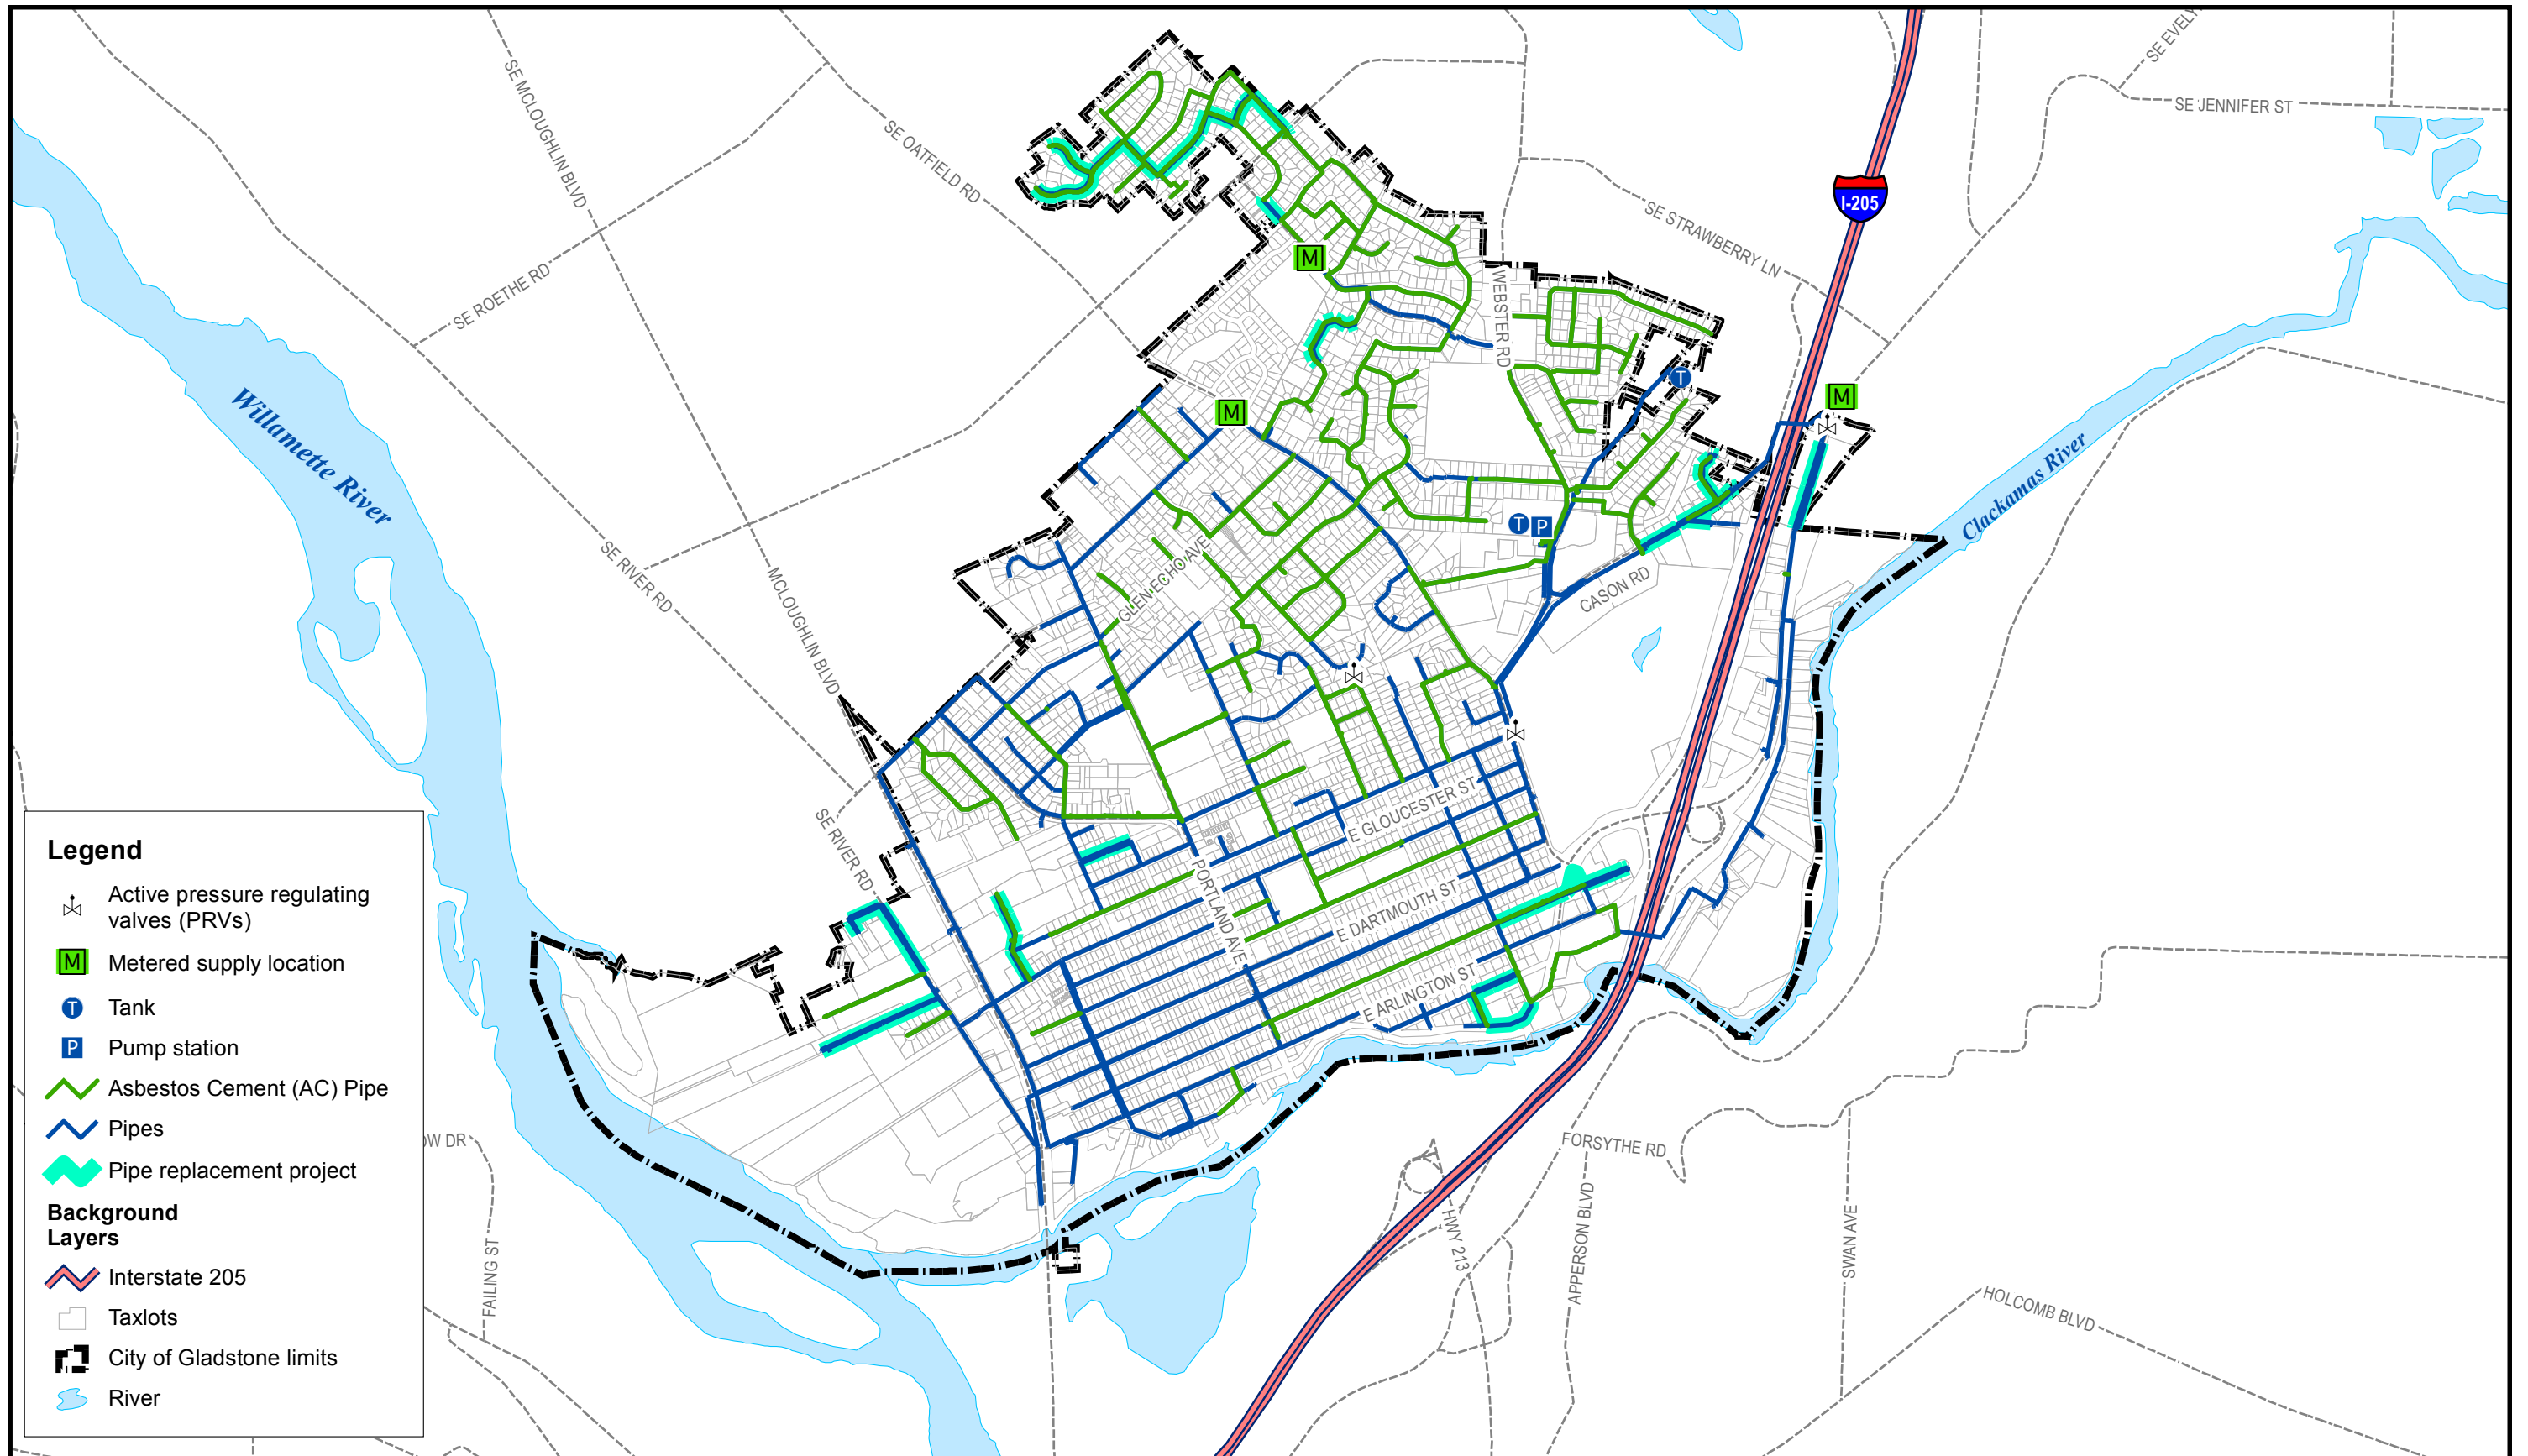 SE EVELY
SE JENNIFER ST
SE MCLOUGHLIN BLVD
SE OATFIELD RD
I-205
SE STRAWBERRY LN
SE ROETHE RD
M
WEBSTER RD
T
M
M
Willamette River
Clackamas River
T
P
SE RIVER RD
GLEN ECHO AVE
CASON RD
MCLOUGHLIN BLVD
E GLOUCESTER ST
SE RIVER RD
PORTLAND AVE
E DARTMOUTH ST
E ARLINGTON ST
Legend
Active pressure regulating
valves (PRVs)
M
Metered supply location
T
Tank
P
Pump station
Asbestos Cement (AC) Pipe
Pipes
Pipe replacement project
Background
Layers
Interstate 205
Taxlots
City of Gladstone limits
River
OW DR
FAILING ST
FORSYTHE RD
HWY 213
APPERSON BLVD
SWAN AVE
HOLCOMB BLVD